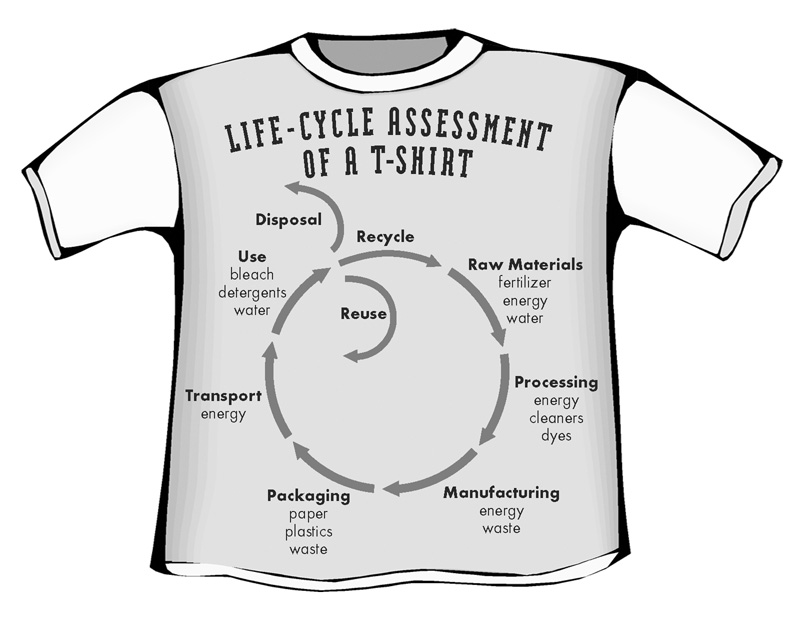 LIFE-CYCLE ASSESSMENT
OF A T-SHIRT
Disposal
Recycle
Raw Materials
fertilizer
energy
water
Processing
energy
cleaners
dyes
Manufacturing
energy
waste
Packaging
paper
plastics
waste
Transport
energy
Use
bleach
detergents
water
Reuse